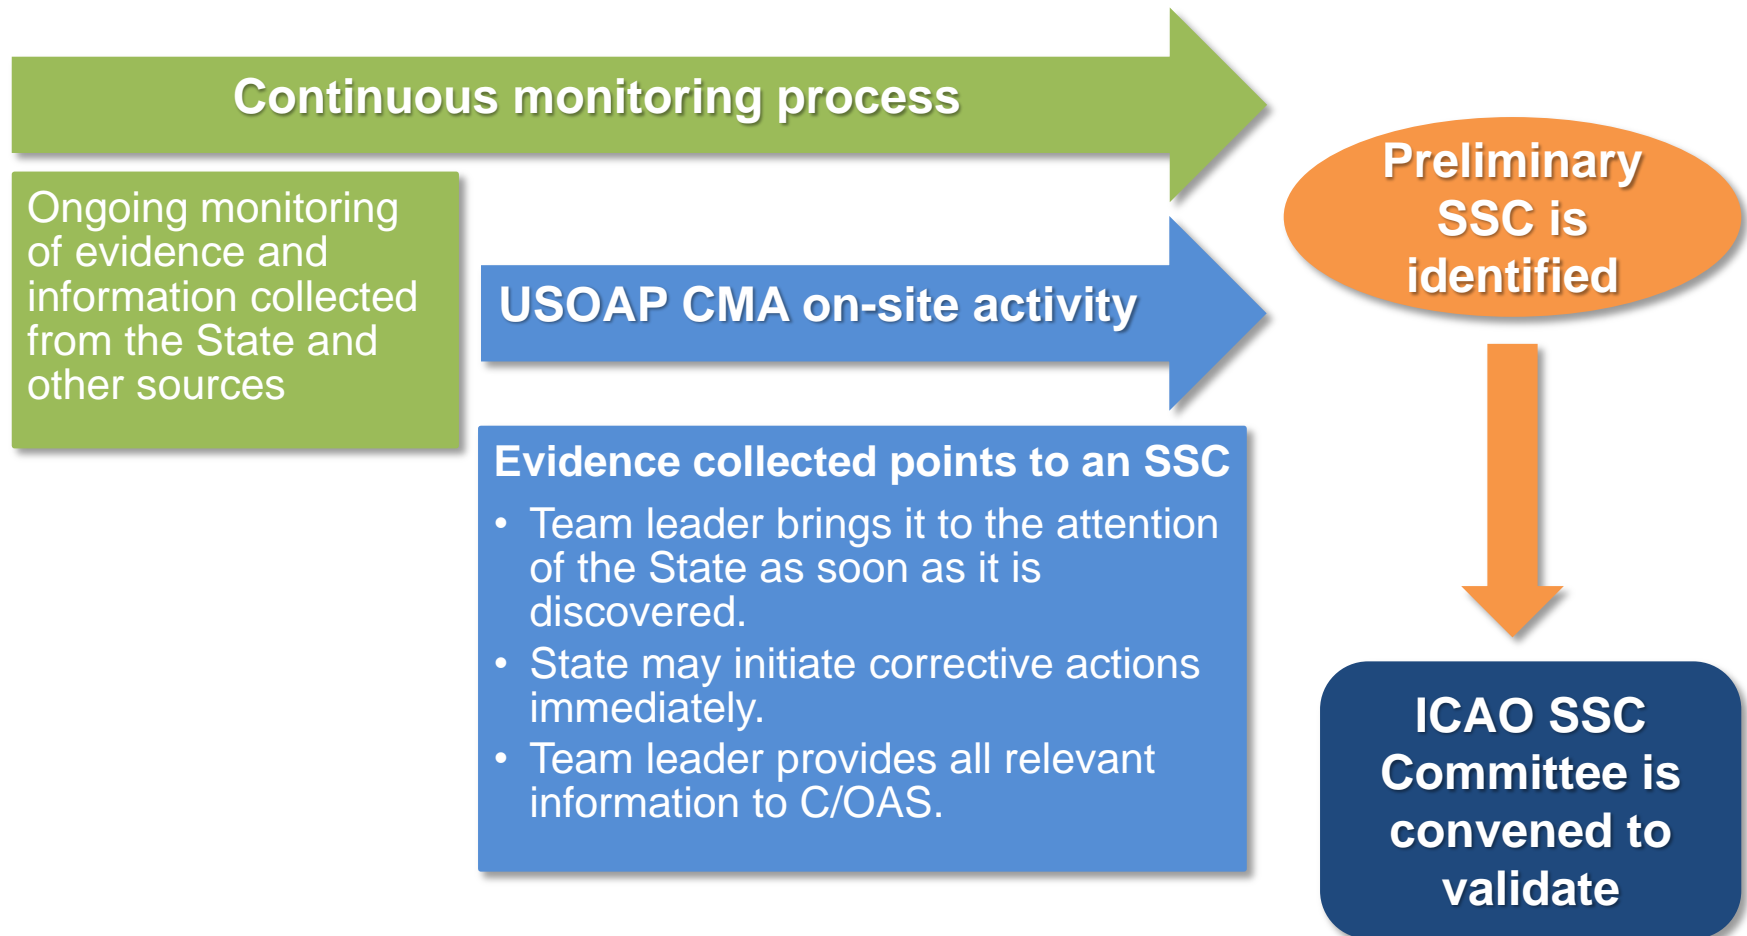 Continuous monitoring process
Ongoing monitoring
of evidence and
information collected
from the State and
other sources
USOAP CMA on-site activity
Evidence collected points to an SSC
• Team leader brings it to the attention
of the State as soon as it is
discovered.
• State may initiate corrective actions
immediately.
• Team leader provides all relevant
information to C/OAS.
Preliminary
SSC is
identified
ICAO SSC
Committee is
convened to
validate